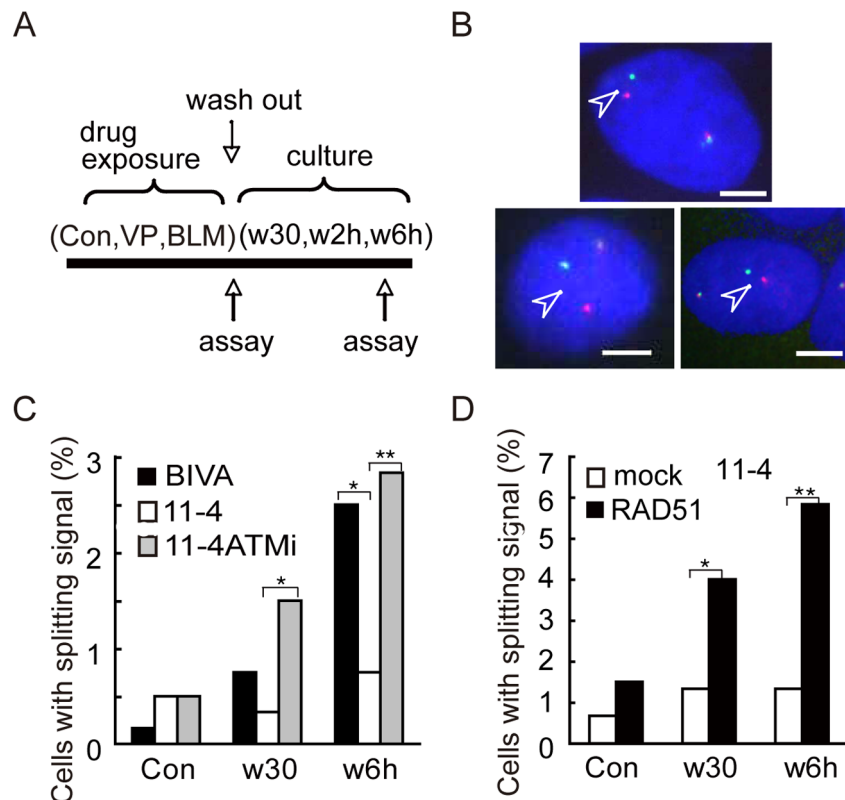 A
wash out
drug
exposure
culture
(Con,VP,BLM)(w30,w2h,w6h)
assay
assay
B
C
Cells with splitting signal (%)
3
2
1
0
BIVA
11-4
11-4ATMi
*
*
**
Con
w30
w6h
D
Cells with splitting signal (%)
7
6
5
4
3
2
1
0
mock
RAD51
11-4
*
**
Con
w30
w6h